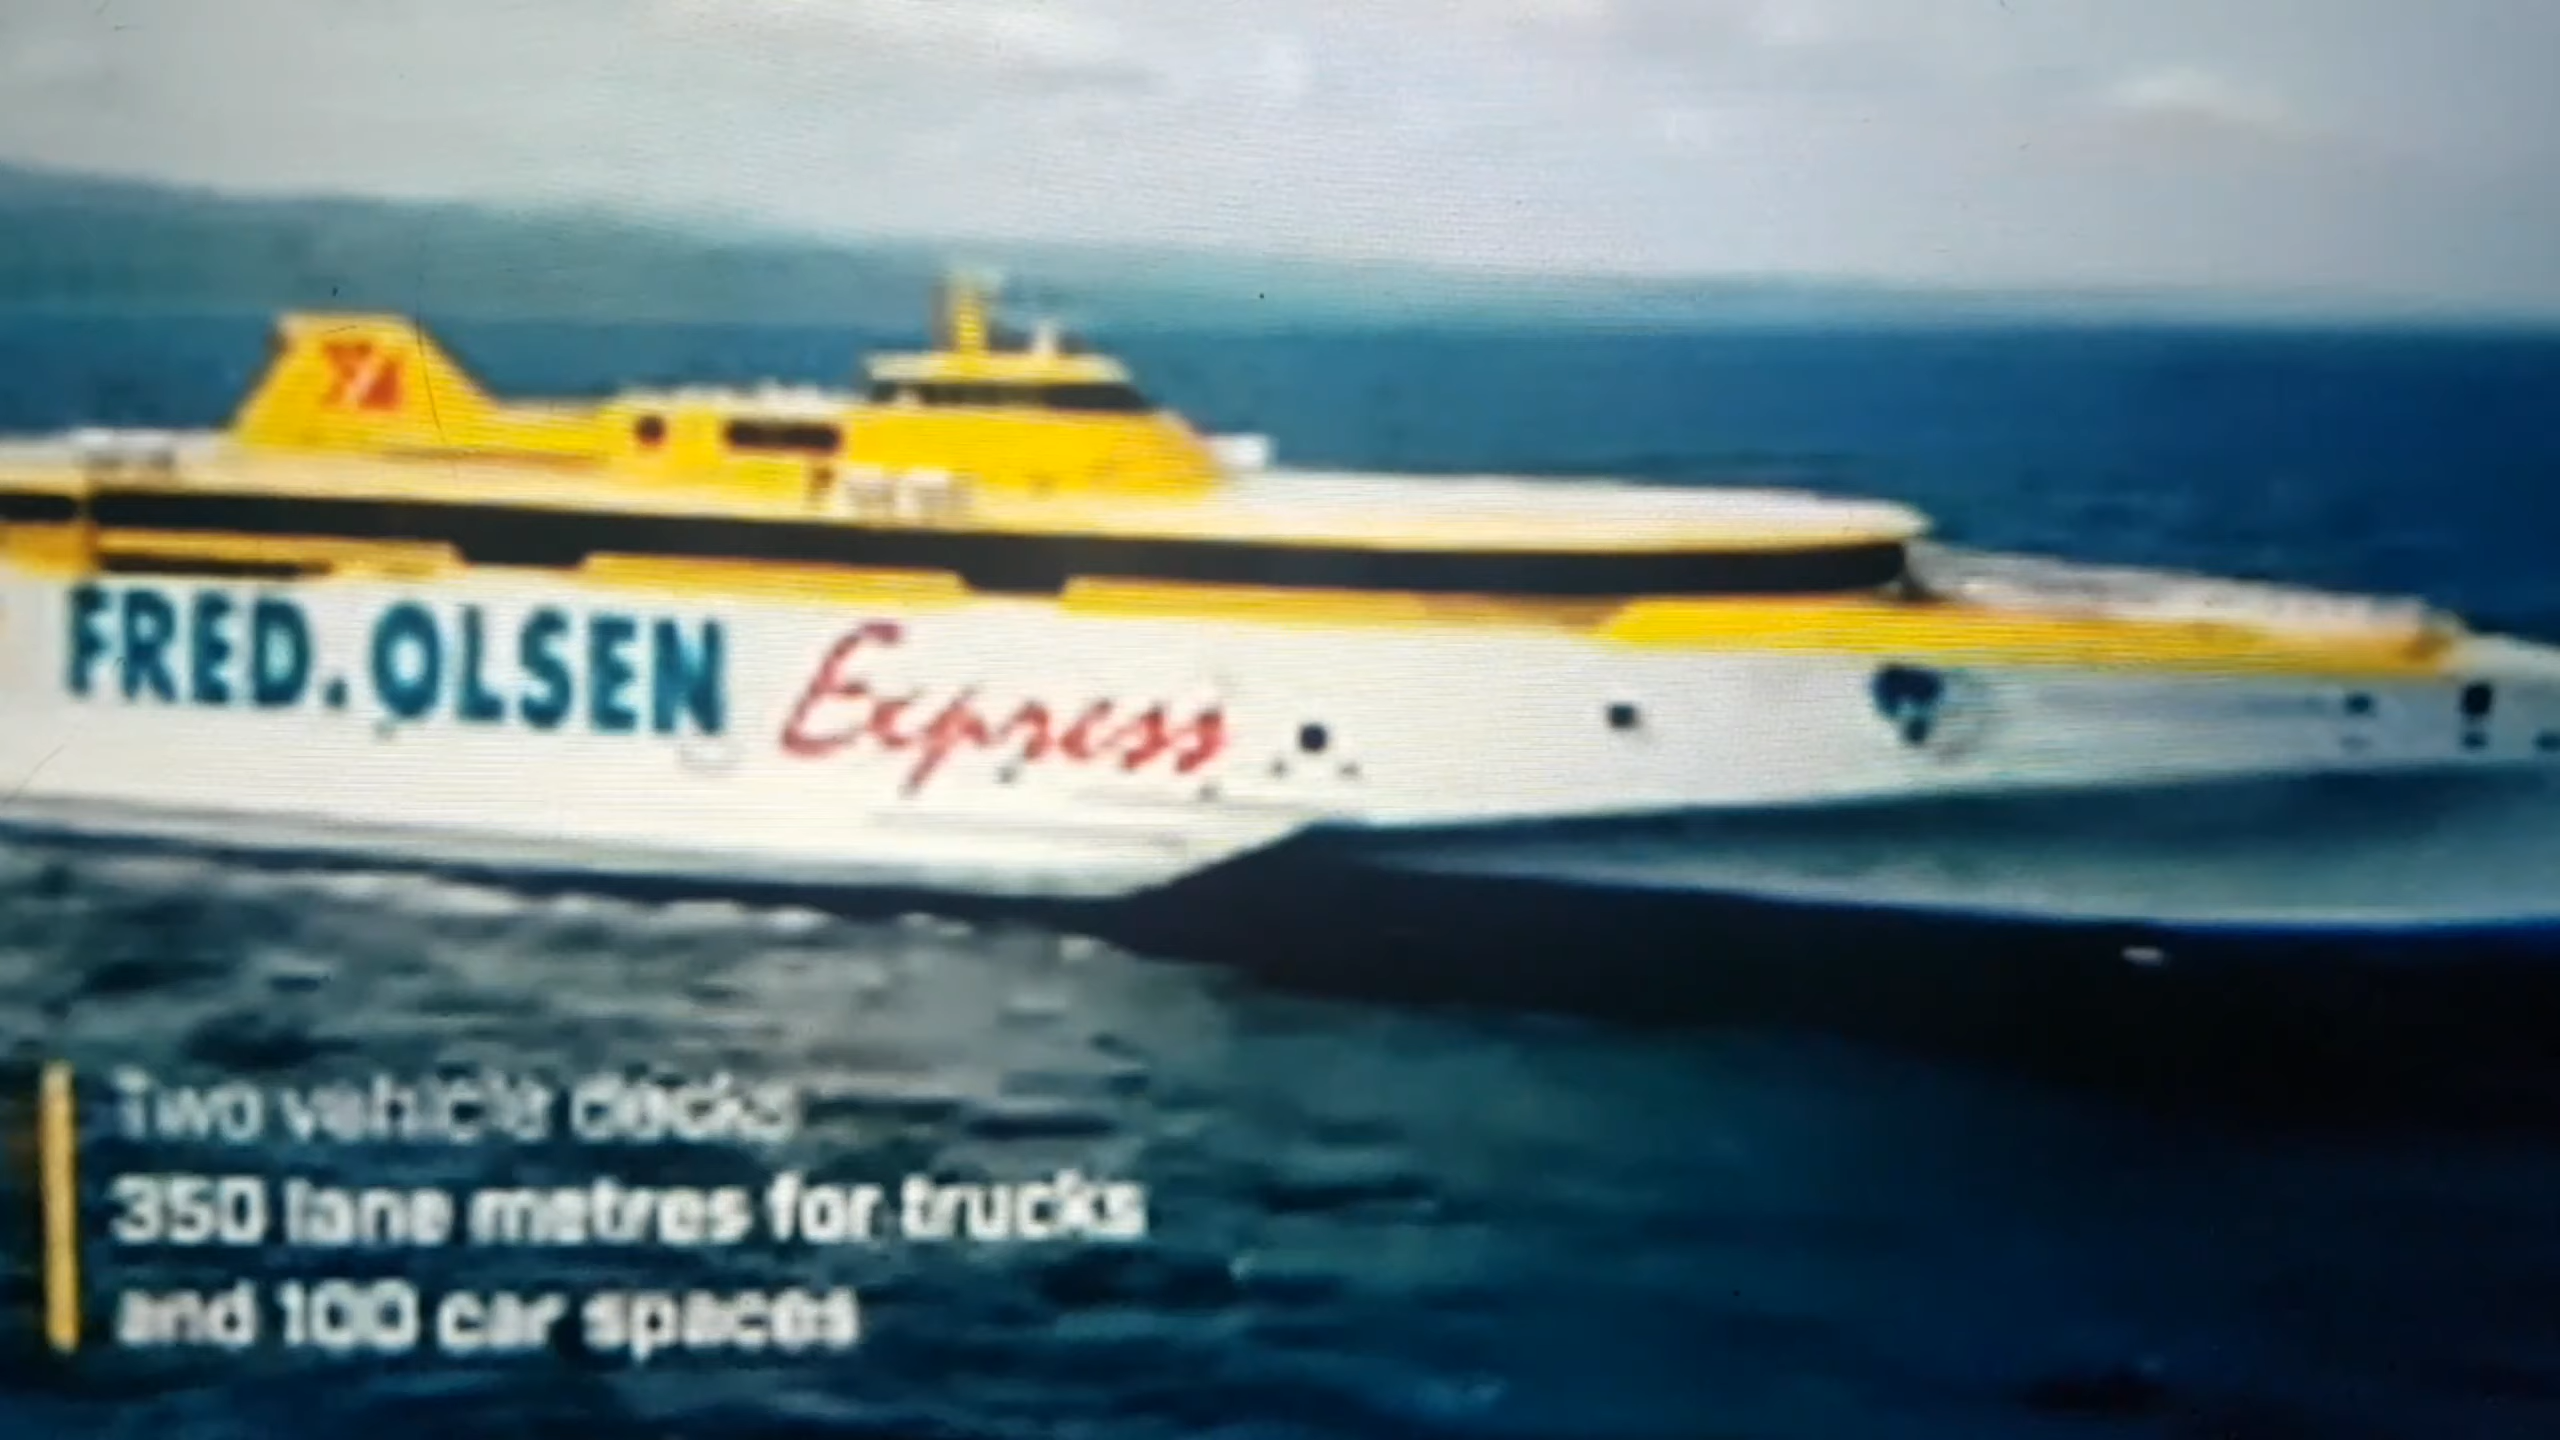 FRED. OLSEN Express
Two vehicle decks
350 lane metres for trucks
and 100 car spaces